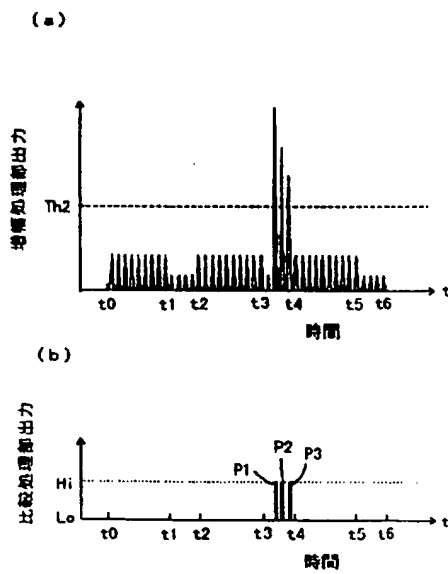 (a)
増幅処理部出力
Th2
t0 t1 t2 t3 t4 t5 t6 t
時間
(b)
比較処理部出力
P1 P2 P3
Hi
Lo
t0 t1 t2 t3 t4 t5 t6 t
時間